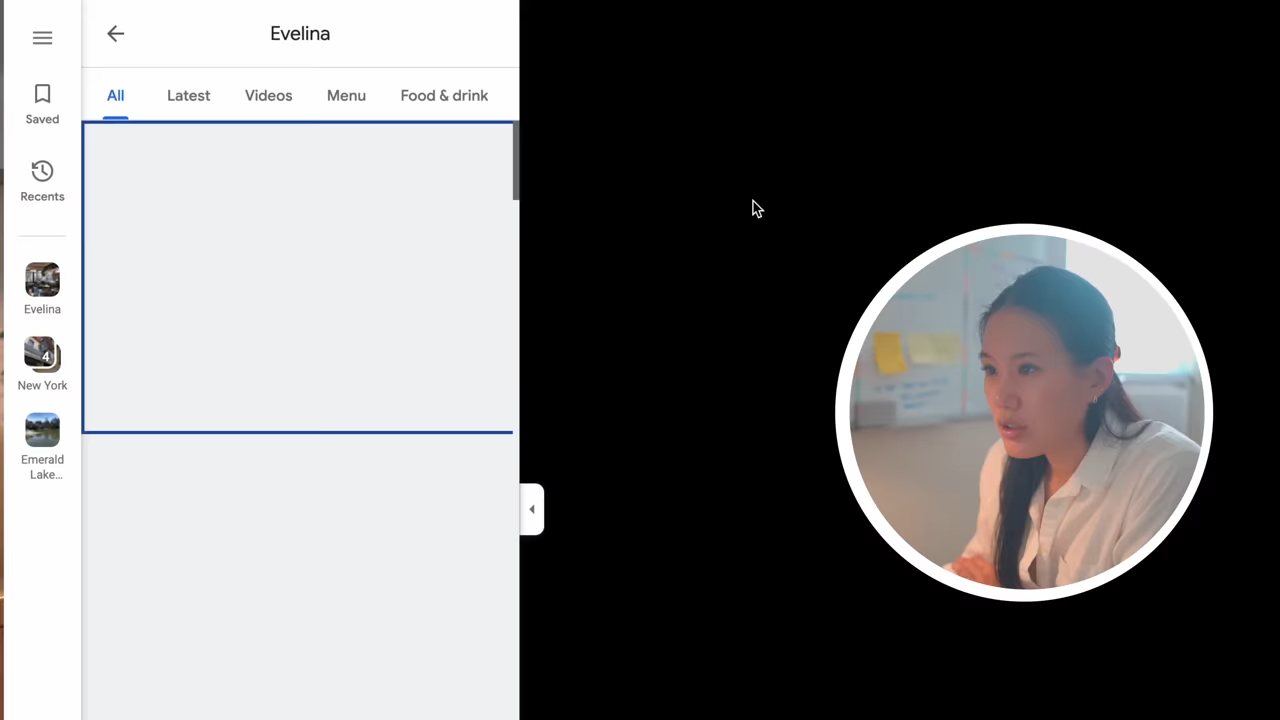 Evelina
All Latest Videos Menu Food & drink
Saved
Recents
Evelina
4
New York
Emerald
Lake...